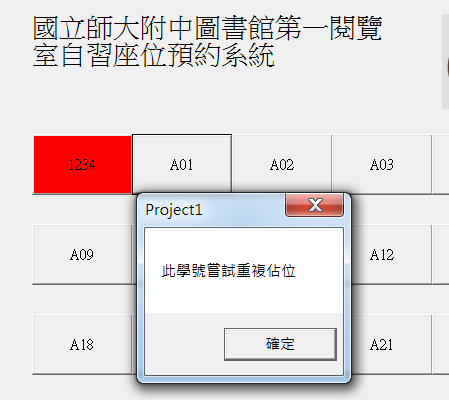 國立師大附中圖書館第一閱覽
室自習座位預約系統
1234
A01
A02
A03
Project1
A09
此學號嘗試重複佔位
A12
確定
A18
A21